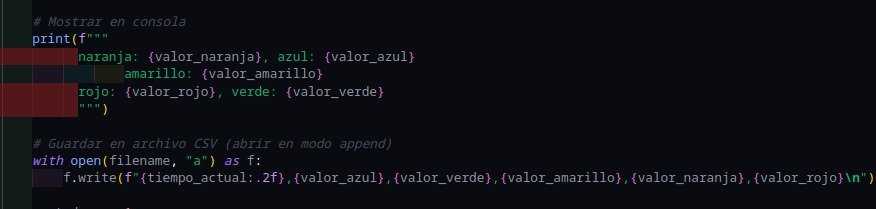 # Mostrar en consola
print(f"""
naranja: {valor_naranja}, azul: {valor_azul}
amarillo: {valor_amarillo}
rojo: {valor_rojo}, verde: {valor_verde}
""")
# Guardar en archivo CSV (abrir en modo append)
with open(filename, "a") as f:
f.write(f"{tiempo_actual:.2f},{valor_azul},{valor_verde},{valor_amarillo},{valor_naranja},{valor_rojo}\n")